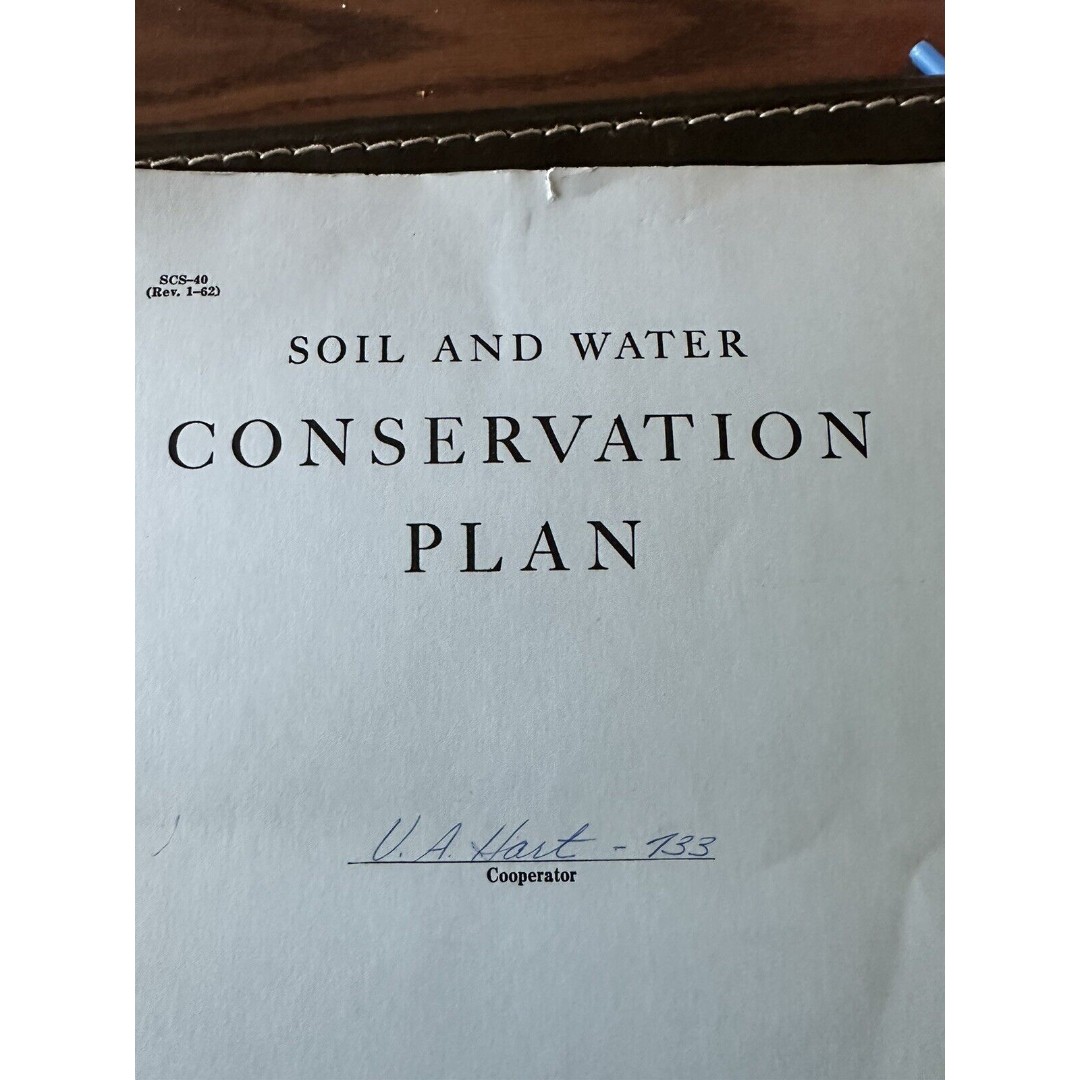 SCS–40
(Rev. 1–62)
SOIL AND WATER
CONSERVATION
PLAN
V. A. Hart - 133
Cooperator